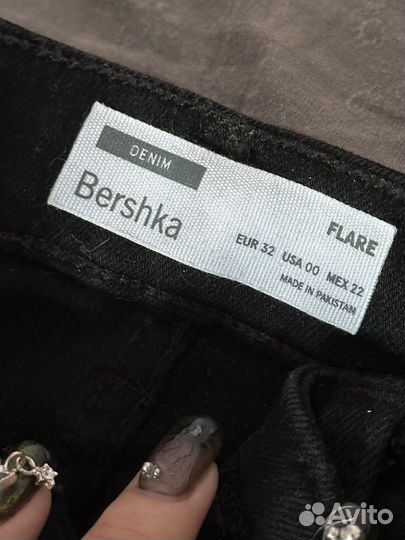 DENIM
Bershka
FLARE
EUR 32 USA 00 MEX 22
MADE IN PAKISTAN
Avito